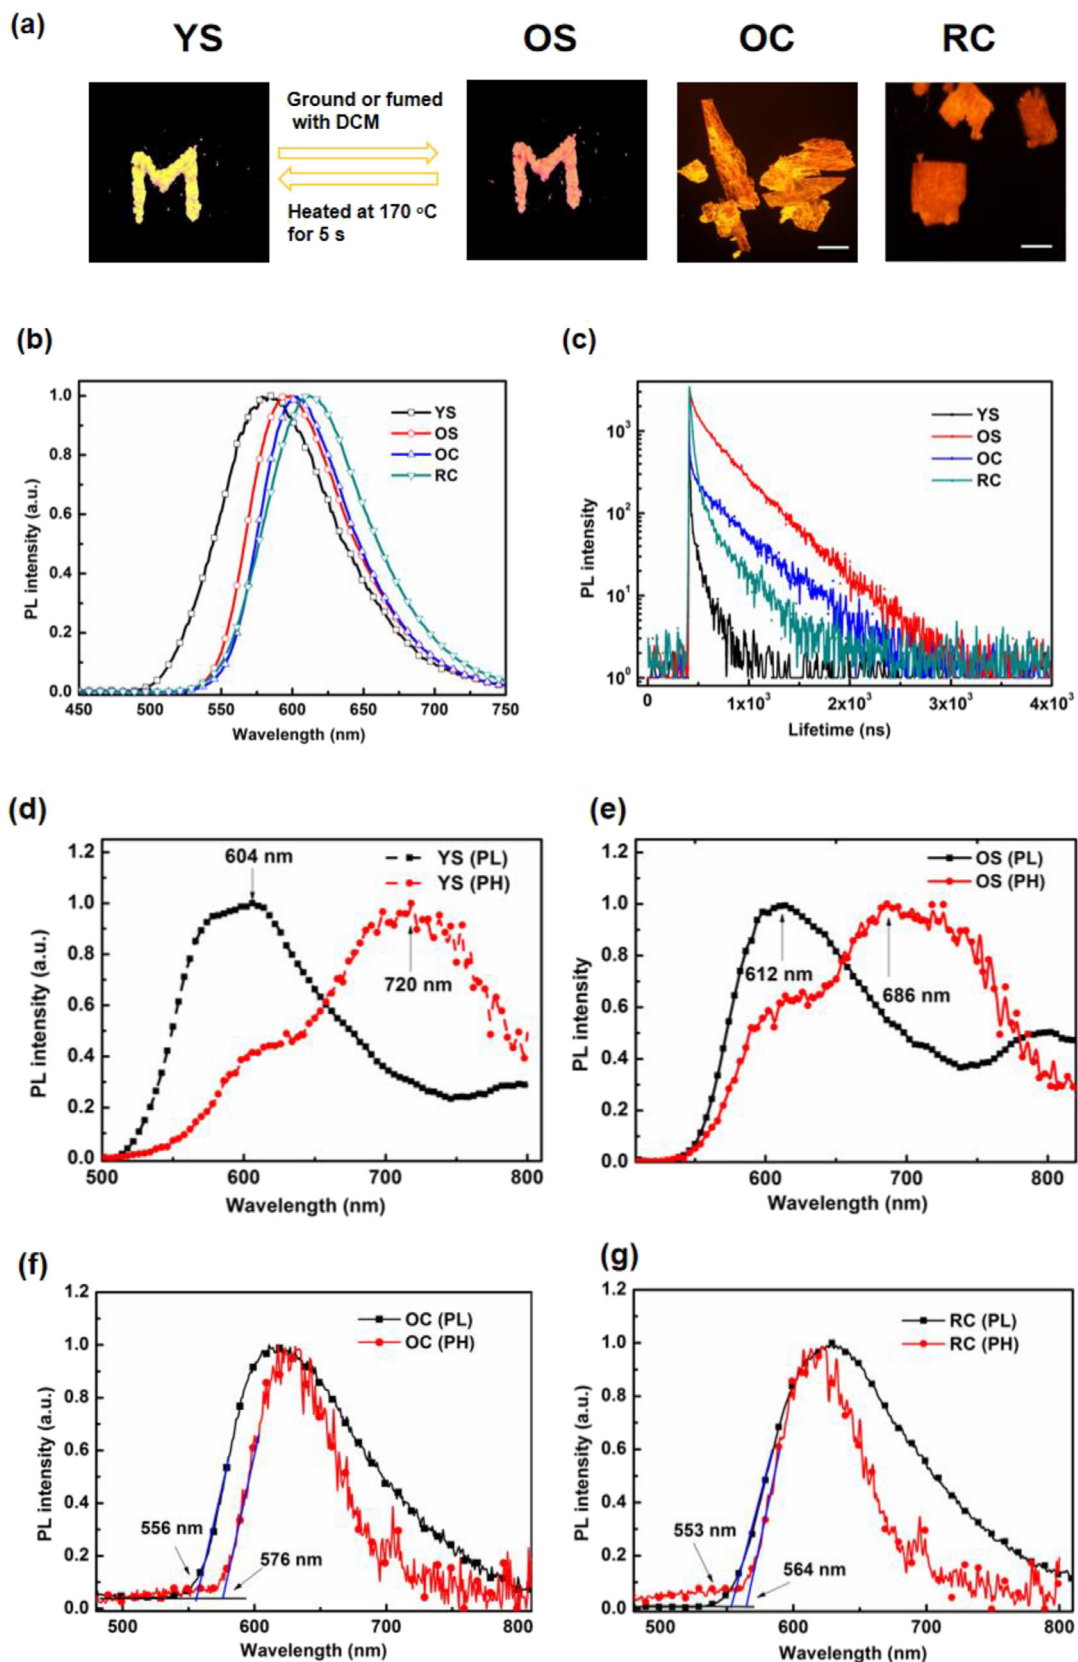 (a)
YS
OS
OC
RC
Ground or fumed
with DCM
Heated at 170 °C
for 5 s
(b)
PL intensity (a.u.)
1.0
0.8
0.6
0.4
0.2
0.0
450 500 550 600 650 700 750
Wavelength (nm)
YS
OS
OC
RC
(c)
PL intensity
10³
10²
10¹
10⁰
0 1x10³ 2x10³ 3x10³ 4x10³
Lifetime (ns)
YS
OS
OC
RC
(d)
PL intensity (a.u.)
1.2
1.0
0.8
0.6
0.4
0.2
0.0
500 600 700 800
Wavelength (nm)
604 nm
720 nm
YS (PL)
YS (PH)
(e)
PL intensity
1.2
1.0
0.8
0.6
0.4
0.2
0.0
600 700 800
Wavelength (nm)
612 nm
686 nm
OS (PL)
OS (PH)
(f)
PL intensity (a.u.)
1.2
1.0
0.8
0.6
0.4
0.2
0.0
500 600 700 800
Wavelength (nm)
556 nm
576 nm
OC (PL)
OC (PH)
(g)
PL intensity (a.u.)
1.2
1.0
0.8
0.6
0.4
0.2
0.0
500 600 700 800
Wavelength (nm)
553 nm
564 nm
RC (PL)
RC (PH)